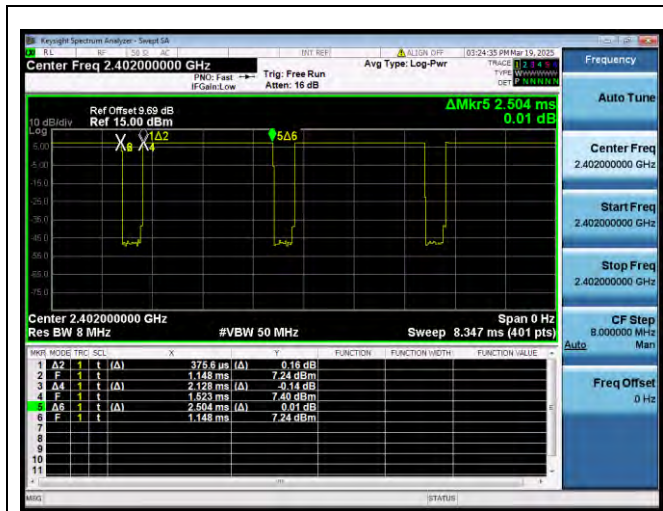 Keysight Spectrum Analyzer - Swept SA
RL RF 50 Ω AC INT REF ALIGN OFF 03:24:35 PM Mar 19, 2025
Center Freq 2.402000000 GHz Avg Type: Log-Pwr TRACE 1 2 3 4 5 6
PNO: Fast Trig: Free Run TYPE WWWWWW
IFGain:Low Atten: 16 dB DET P NNNNN
Frequency
Auto Tune
Center Freq
2.402000000 GHz
Start Freq
2.402000000 GHz
Stop Freq
2.402000000 GHz
CF Step
8.000000 MHz
Auto Man
Freq Offset
0 Hz
Ref Offset 9.69 dB ΔMkr5 2.504 ms
10 dB/div Ref 15.00 dBm 0.01 dB
Log
1Δ2 5Δ6
4
5.00
-5.00
-15.0
-25.0
-35.0
-45.0
-55.0
-65.0
-75.0
Center 2.402000000 GHz Span 0 Hz
Res BW 8 MHz #VBW 50 MHz Sweep 8.347 ms (401 pts)
MKR MODE TRC SCL X Y FUNCTION FUNCTION WIDTH FUNCTION VALUE
1 Δ2 1 t (Δ) 375.6 µs (Δ) 0.16 dB
2 F 1 t 1.148 ms 7.24 dBm
3 Δ4 1 t (Δ) 2.128 ms (Δ) -0.14 dB
4 F 1 t 1.523 ms 7.40 dBm
5 Δ6 1 t (Δ) 2.504 ms (Δ) 0.01 dB
6 F 1 t 1.148 ms 7.24 dBm
7
8
9
10
11
MSG STATUS